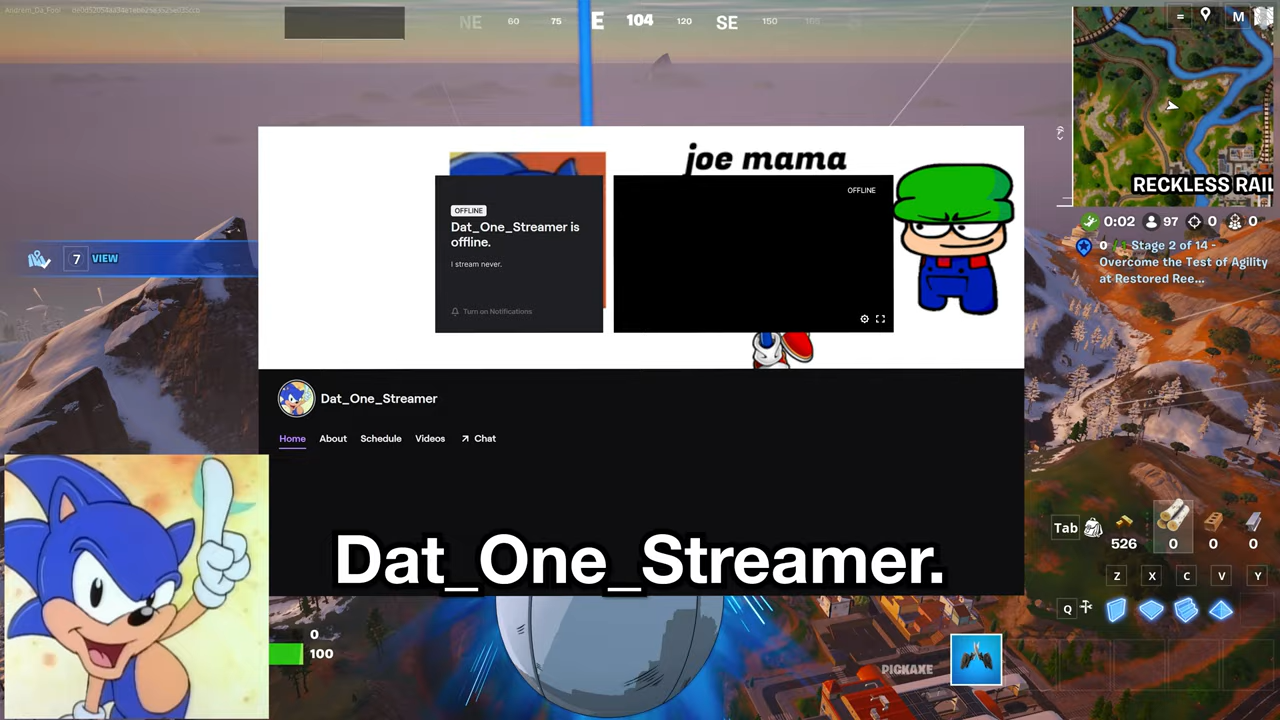 NE 60 75 E 104 120 SE 150 165 S
= M
joe mama
OFFLINE
OFFLINE
Dat_One_Streamer is
offline.
I stream never.
Turn on Notifications
RECKLESS RAIL
0:02 97 0 0
0 / 1 Stage 2 of 14 -
Overcome the Test of Agility
at Restored Ree...
7 VIEW
Dat_One_Streamer
Home About Schedule Videos Chat
Dat_One_Streamer.
Tab 526 0 0 0
Z X C V Y
Q
0
100
PICKAXE